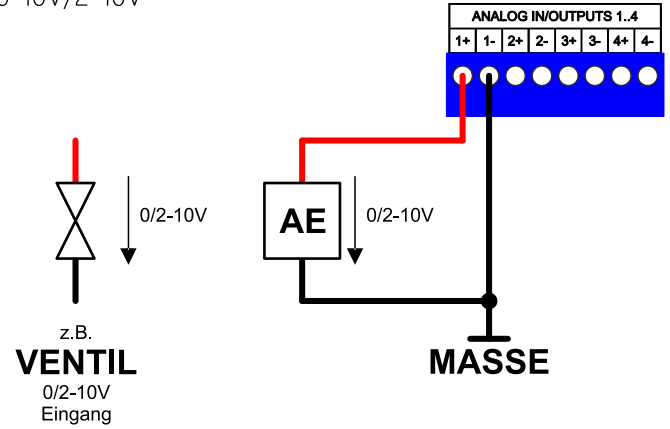 0-10V/2-10V
ANALOG IN/OUTPUTS 1..4
1+ 1- 2+ 2- 3+ 3- 4+ 4-
0/2-10V
AE
0/2-10V
z.B.
VENTIL
0/2-10V
Eingang
MASSE